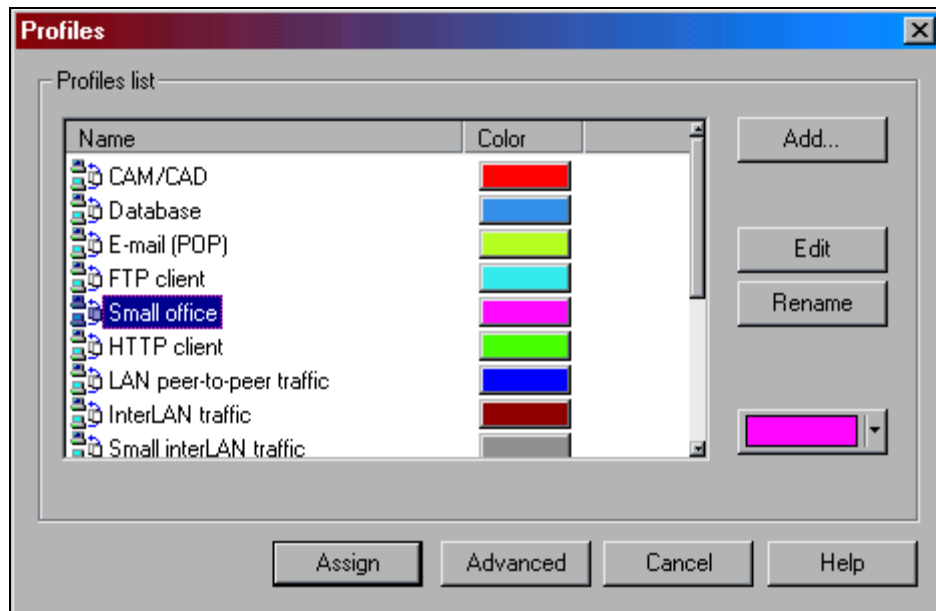 Profiles
Profiles list
Name Color
Add...
CAM/CAD
Database
E-mail (POP)
Edit
FTP client
Small office
Rename
HTTP client
LAN peer-to-peer traffic
InterLAN traffic
Small interLAN traffic
Assign Advanced Cancel Help